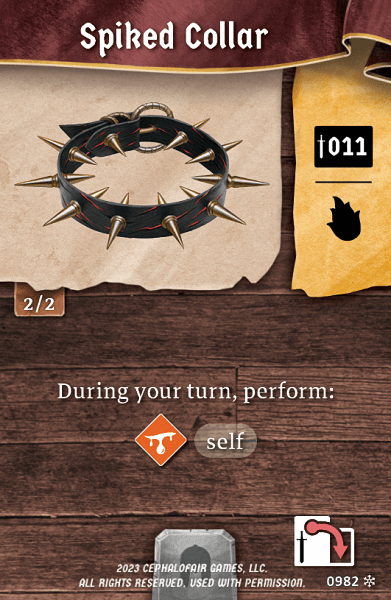 Spiked Collar
011
2/2
During your turn, perform:
self
2023 CEPHALOFAIR GAMES, LLC.
ALL RIGHTS RESERVED. USED WITH PERMISSION.
0982